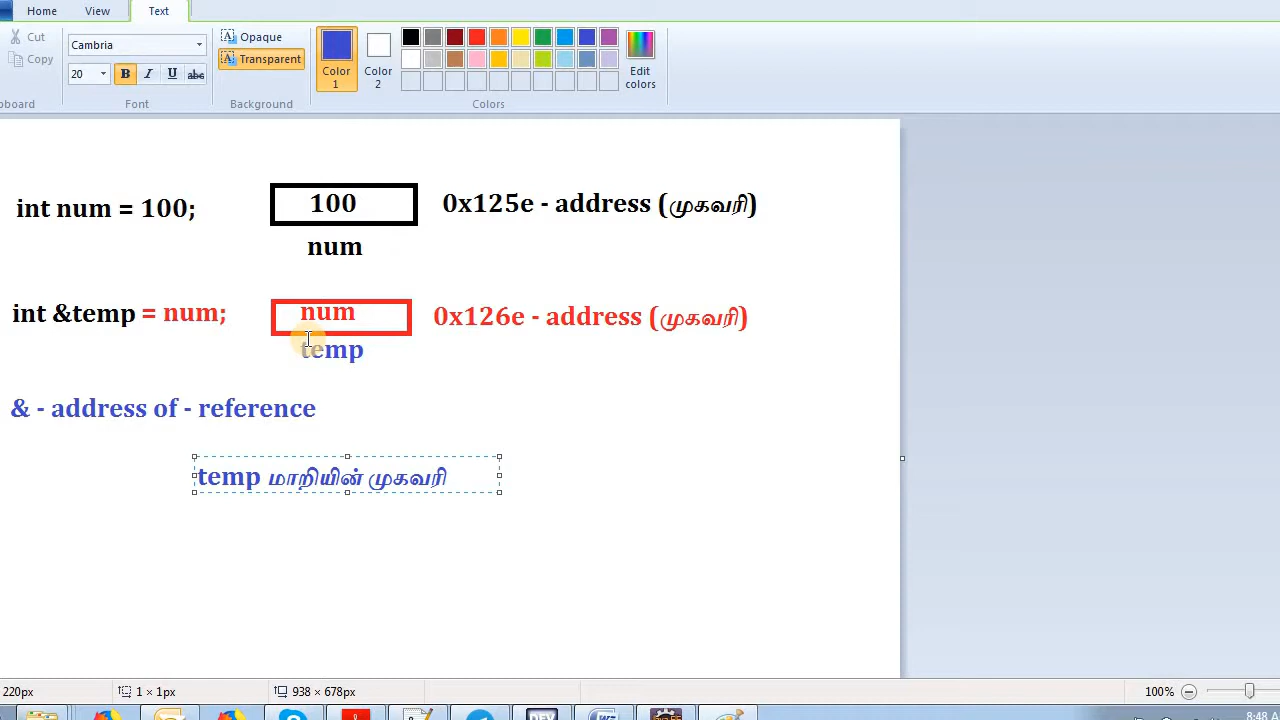 Home View Text
Cut
Copy
Cambria
20 B I U abc
Opaque
Transparent
Color 1
Color 2
Edit colors
Font Background Colors
int num = 100; 100 0x125e - address (முகவரி)
num
int &temp = num; num 0x126e - address (முகவரி)
temp
& - address of - reference
temp மாறியின் முகவரி
220px 1 × 1px 938 × 678px 100%
DEV